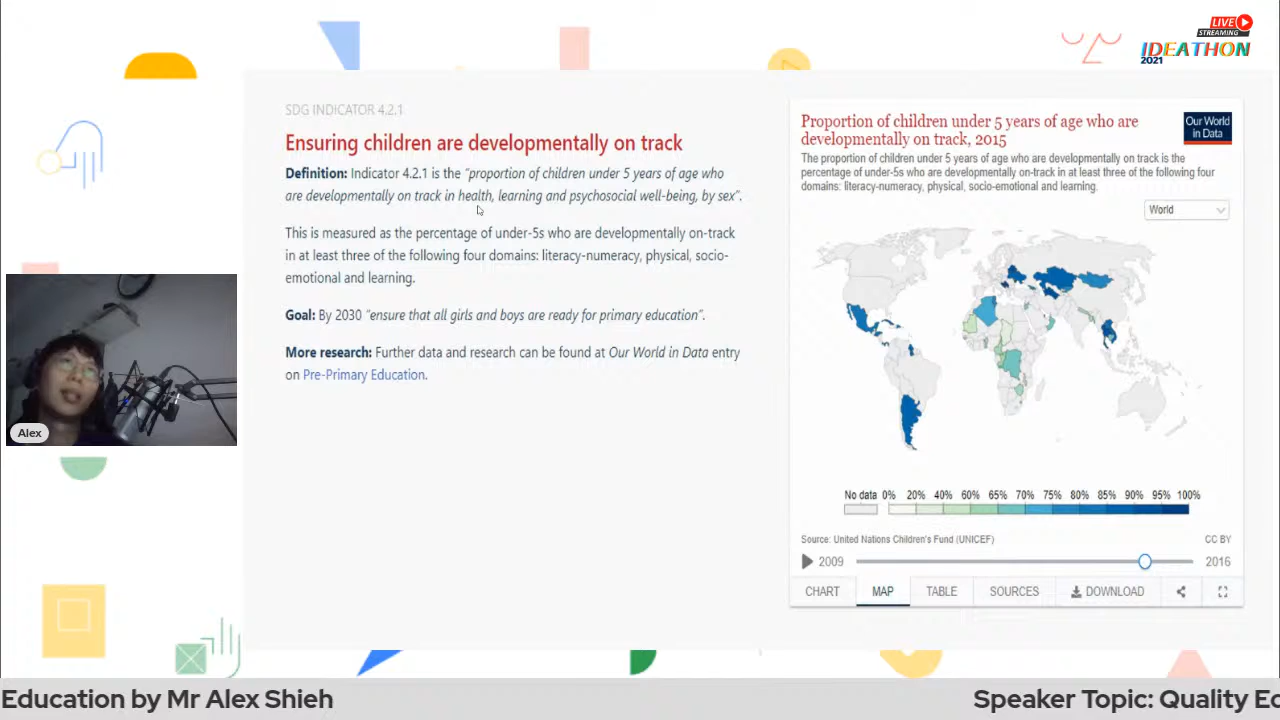 LIVE
STREAMING
IDEATHON
2021
SDG INDICATOR 4.2.1
Ensuring children are developmentally on track
Definition: Indicator 4.2.1 is the “proportion of children under 5 years of age who
are developmentally on track in health, learning and psychosocial well-being, by sex”.
This is measured as the percentage of under-5s who are developmentally on-track
in at least three of the following four domains: literacy-numeracy, physical, socio-
emotional and learning.
Goal: By 2030 “ensure that all girls and boys are ready for primary education”.
More research: Further data and research can be found at Our World in Data entry
on Pre-Primary Education.
Proportion of children under 5 years of age who are
developmentally on track, 2015
Our World
in Data
The proportion of children under 5 years of age who are developmentally on track is the
percentage of under-5s who are developmentally on-track in at least three of the following four
domains: literacy-numeracy, physical, socio-emotional and learning.
World
No data 0% 20% 40% 60% 65% 70% 75% 80% 85% 90% 95% 100%
Source: United Nations Children's Fund (UNICEF) CC BY
2009 2016
CHART MAP TABLE SOURCES DOWNLOAD
Alex
Education by Mr Alex Shieh Speaker Topic: Quality Ed